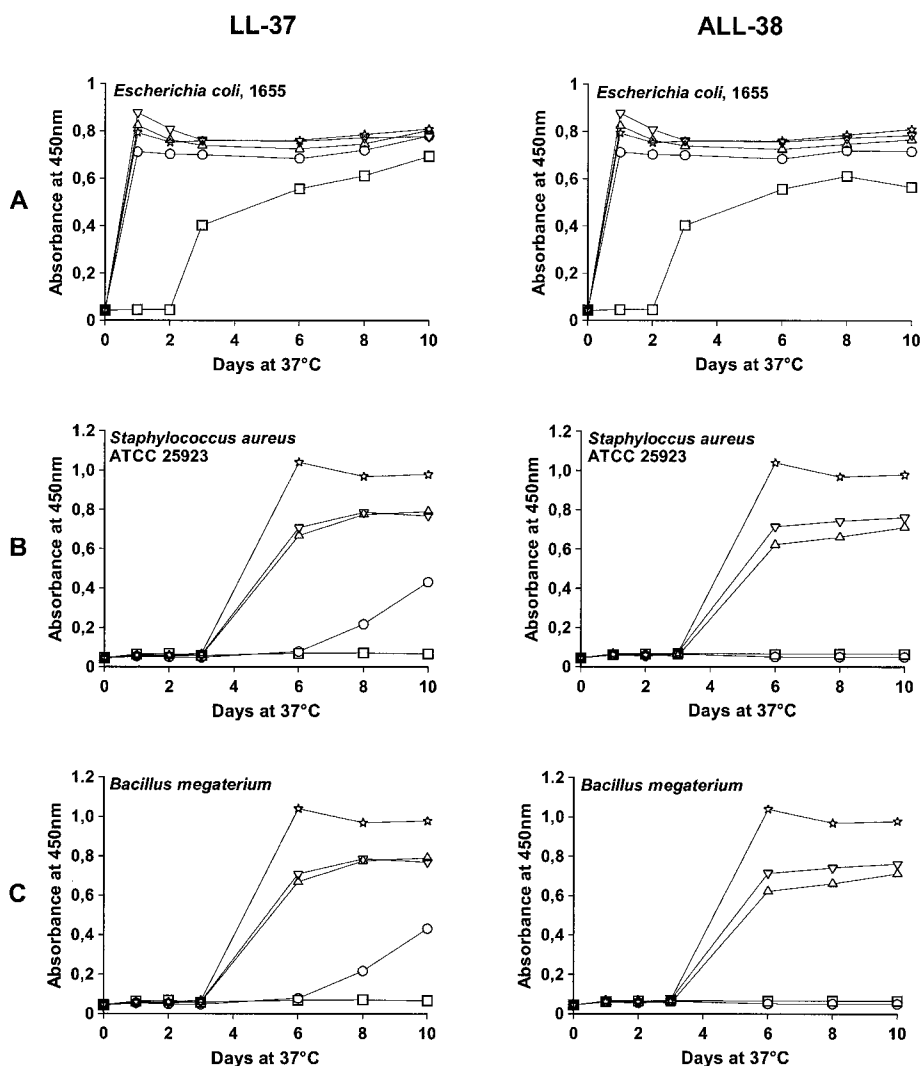 LL-37
ALL-38
A
Escherichia coli, 1655
Absorbance at 450nm
1
0,8
0,6
0,4
0,2
0
0 2 4 6 8 10
Days at 37°C
Escherichia coli, 1655
Absorbance at 450nm
1
0,8
0,6
0,4
0,2
0
0 2 4 6 8 10
Days at 37°C
B
Staphylococcus aureus
ATCC 25923
Absorbance at 450nm
1.2
1,0
0,8
0,6
0,4
0,2
0
0 2 4 6 8 10
Days at 37°C
Staphyloccus aureus
ATCC 25923
Absorbance at 450nm
1.2
1,0
0,8
0,6
0,4
0,2
0
0 2 4 6 8 10
Days at 37°C
C
Bacillus megaterium
Absorbance at 450nm
1.2
1,0
0,8
0,6
0,4
0,2
0
0 2 4 6 8 10
Days at 37°C
Bacillus megaterium
Absorbance at 450nm
1.2
1,0
0,8
0,6
0,4
0,2
0
0 2 4 6 8 10
Days at 37°C